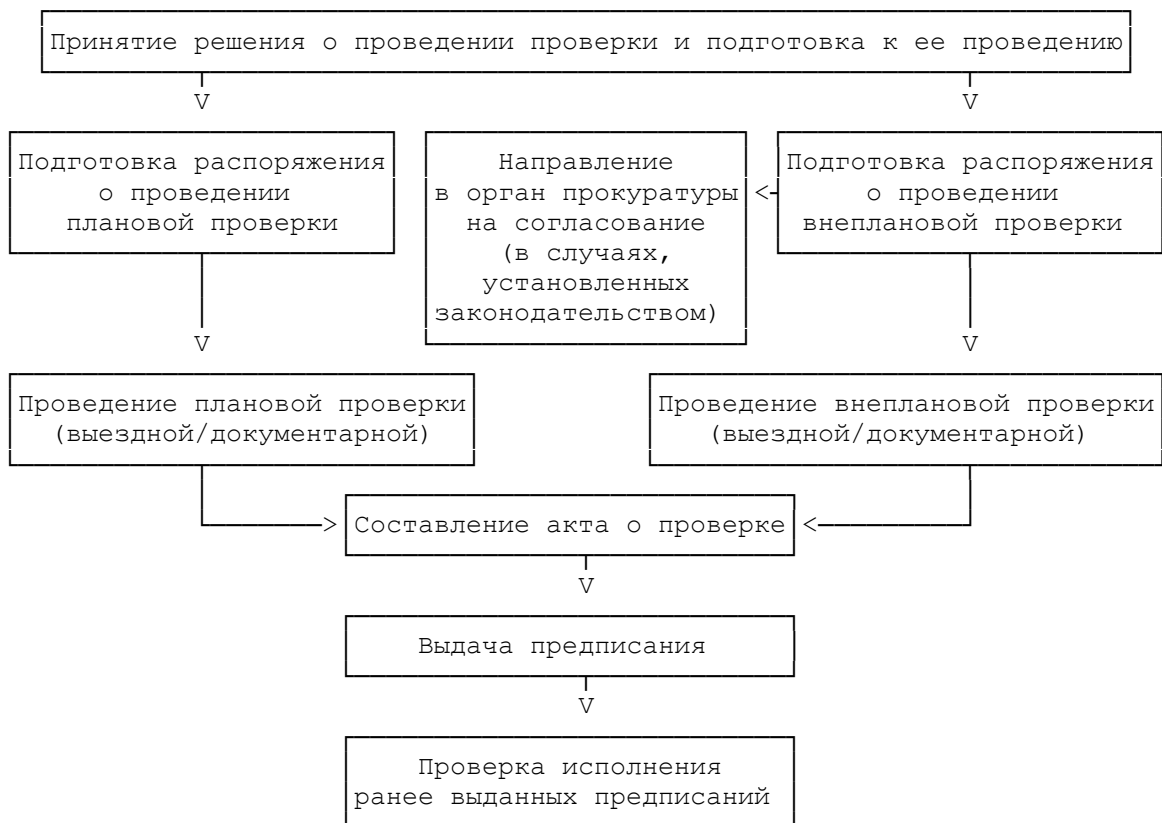 Принятие решения о проведении проверки и подготовка к ее проведению
V
V
Подготовка распоряжения
о проведении
плановой проверки
Направление
в орган прокуратуры
на согласование
(в случаях,
установленных
законодательством)
<
Подготовка распоряжения
о проведении
внеплановой проверки
V
V
Проведение плановой проверки
(выездной/документарной)
Проведение внеплановой проверки
(выездной/документарной)
>
Составление акта о проверке
<
V
Выдача предписания
V
Проверка исполнения
ранее выданных предписаний